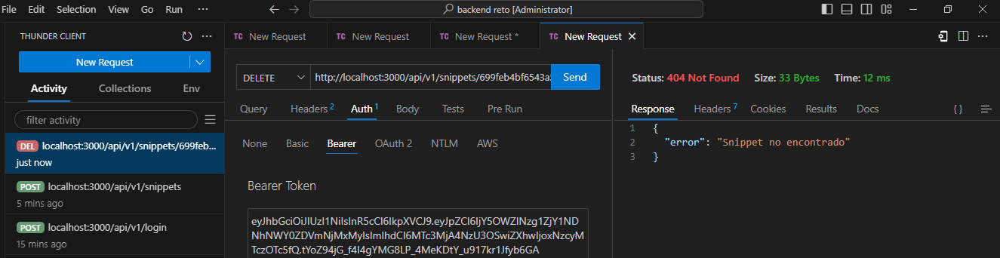 File Edit Selection View Go Run ··· backend reto [Administrator]
THUNDER CLIENT ···
New Request
Activity Collections Env
filter activity
DEL localhost:3000/api/v1/snippets/699feb...
just now
POST localhost:3000/api/v1/snippets
5 mins ago
POST localhost:3000/api/v1/login
15 mins ago
TC New Request TC New Request TC New Request * TC New Request ···
DELETE http://localhost:3000/api/v1/snippets/699feb4bf6543a Send
Query Headers 2 Auth 1 Body Tests Pre Run
None Basic Bearer OAuth 2 NTLM AWS
Bearer Token
Status: 404 Not Found Size: 33 Bytes Time: 12 ms
Response Headers 7 Cookies Results Docs { }
1 {
2 "error": "Snippet no encontrado"
3 }